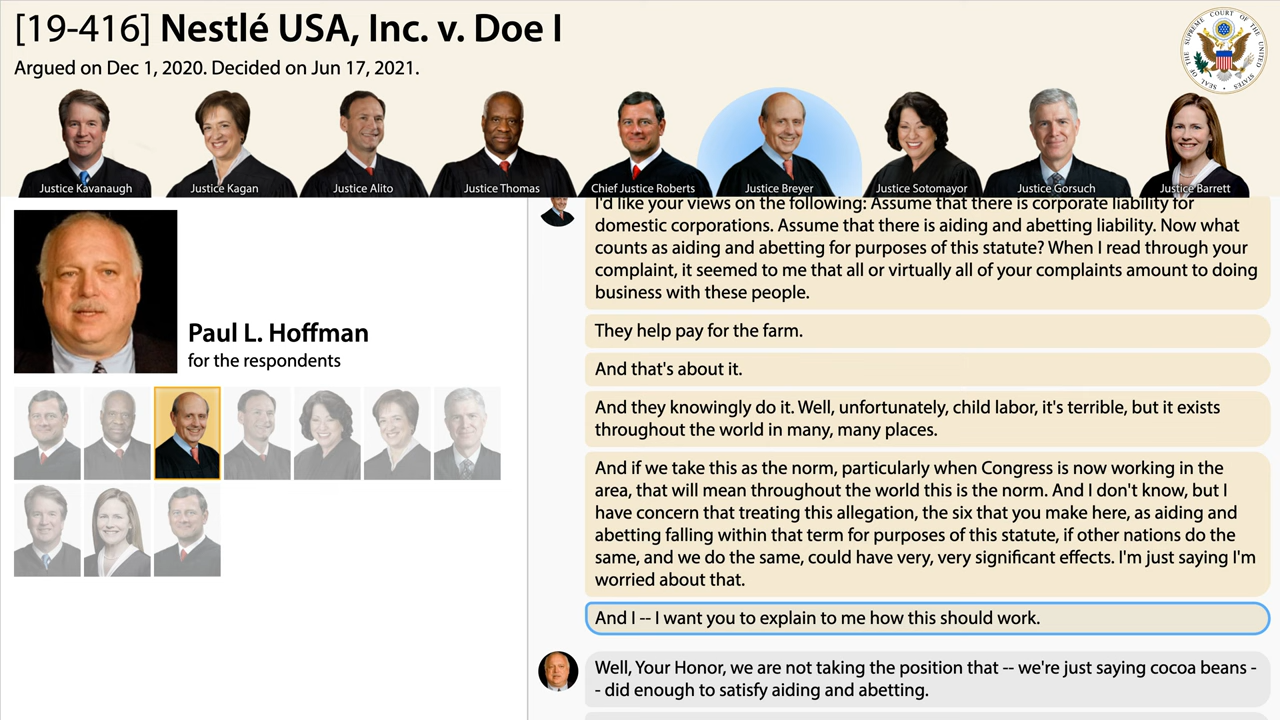 [19-416] Nestlé USA, Inc. v. Doe I
Argued on Dec 1, 2020. Decided on Jun 17, 2021.
SEAL OF THE SUPREME COURT OF THE UNITED STATES
Justice Kavanaugh
Justice Kagan
Justice Alito
Justice Thomas
Chief Justice Roberts
Justice Breyer
Justice Sotomayor
Justice Gorsuch
Justice Barrett
Paul L. Hoffman
for the respondents
I'd like your views on the following: Assume that there is corporate liability for
domestic corporations. Assume that there is aiding and abetting liability. Now what
counts as aiding and abetting for purposes of this statute? When I read through your
complaint, it seemed to me that all or virtually all of your complaints amount to doing
business with these people.
They help pay for the farm.
And that's about it.
And they knowingly do it. Well, unfortunately, child labor, it's terrible, but it exists
throughout the world in many, many places.
And if we take this as the norm, particularly when Congress is now working in the
area, that will mean throughout the world this is the norm. And I don't know, but I
have concern that treating this allegation, the six that you make here, as aiding and
abetting falling within that term for purposes of this statute, if other nations do the
same, and we do the same, could have very, very significant effects. I'm just saying I'm
worried about that.
And I -- I want you to explain to me how this should work.
Well, Your Honor, we are not taking the position that -- we're just saying cocoa beans -
- did enough to satisfy aiding and abetting.